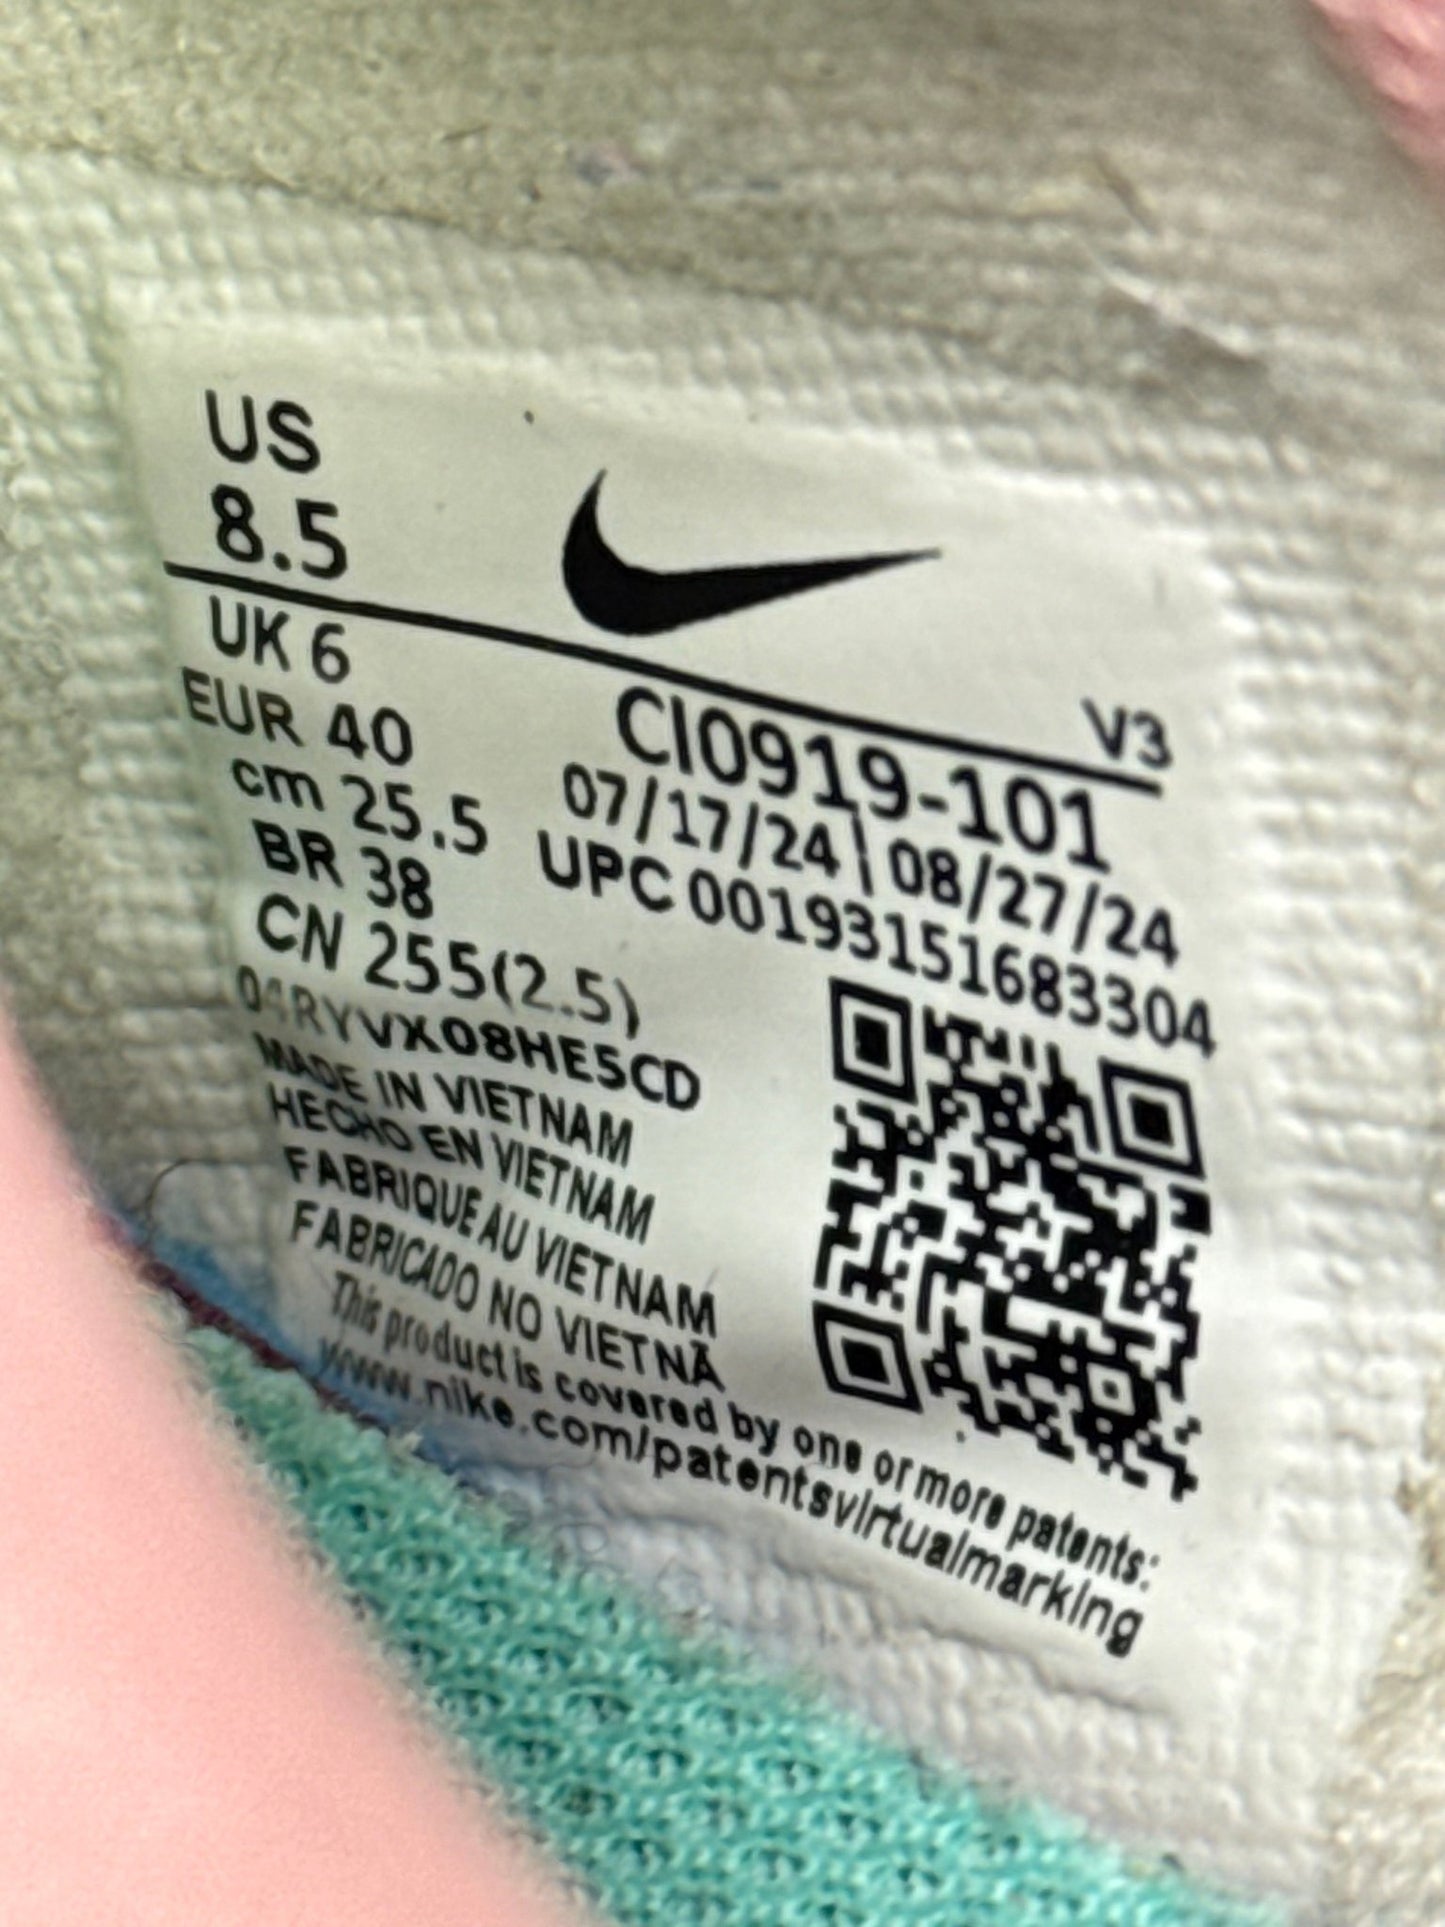 US
8.5
V3
UK 6
EUR 40
cm 25.5
BR 38
CN 255(2.5)
CI0919-101
07/17/24 | 08/27/24
UPC 00193151683304
MADE IN VIETNAM
HECHO EN VIETNAM
FABRIQUE AU VIETNAM
FABRICADO NO VIETNÃ
This product is covered by one or more patents:
www.nike.com/patentsvirtualmarking